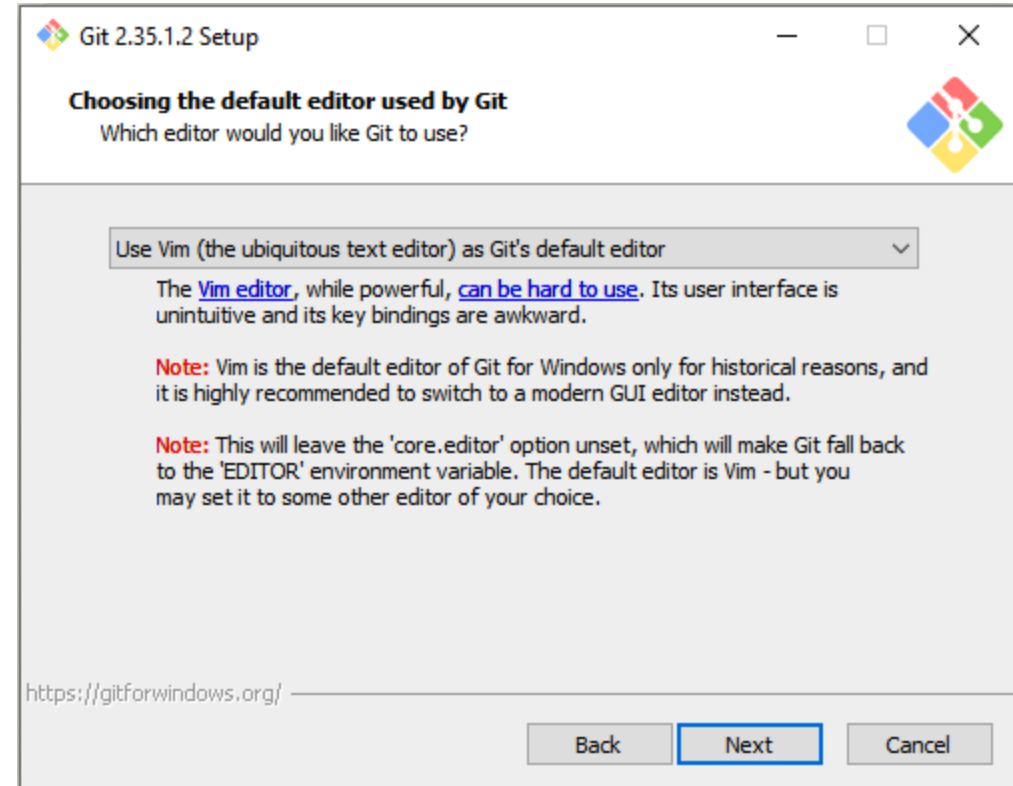 Git 2.35.1.2 Setup
Choosing the default editor used by Git
Which editor would you like Git to use?
Use Vim (the ubiquitous text editor) as Git's default editor
The Vim editor, while powerful, can be hard to use. Its user interface is
unintuitive and its key bindings are awkward.
Note: Vim is the default editor of Git for Windows only for historical reasons, and
it is highly recommended to switch to a modern GUI editor instead.
Note: This will leave the 'core.editor' option unset, which will make Git fall back
to the 'EDITOR' environment variable. The default editor is Vim - but you
may set it to some other editor of your choice.
https://gitforwindows.org/
Back Next Cancel